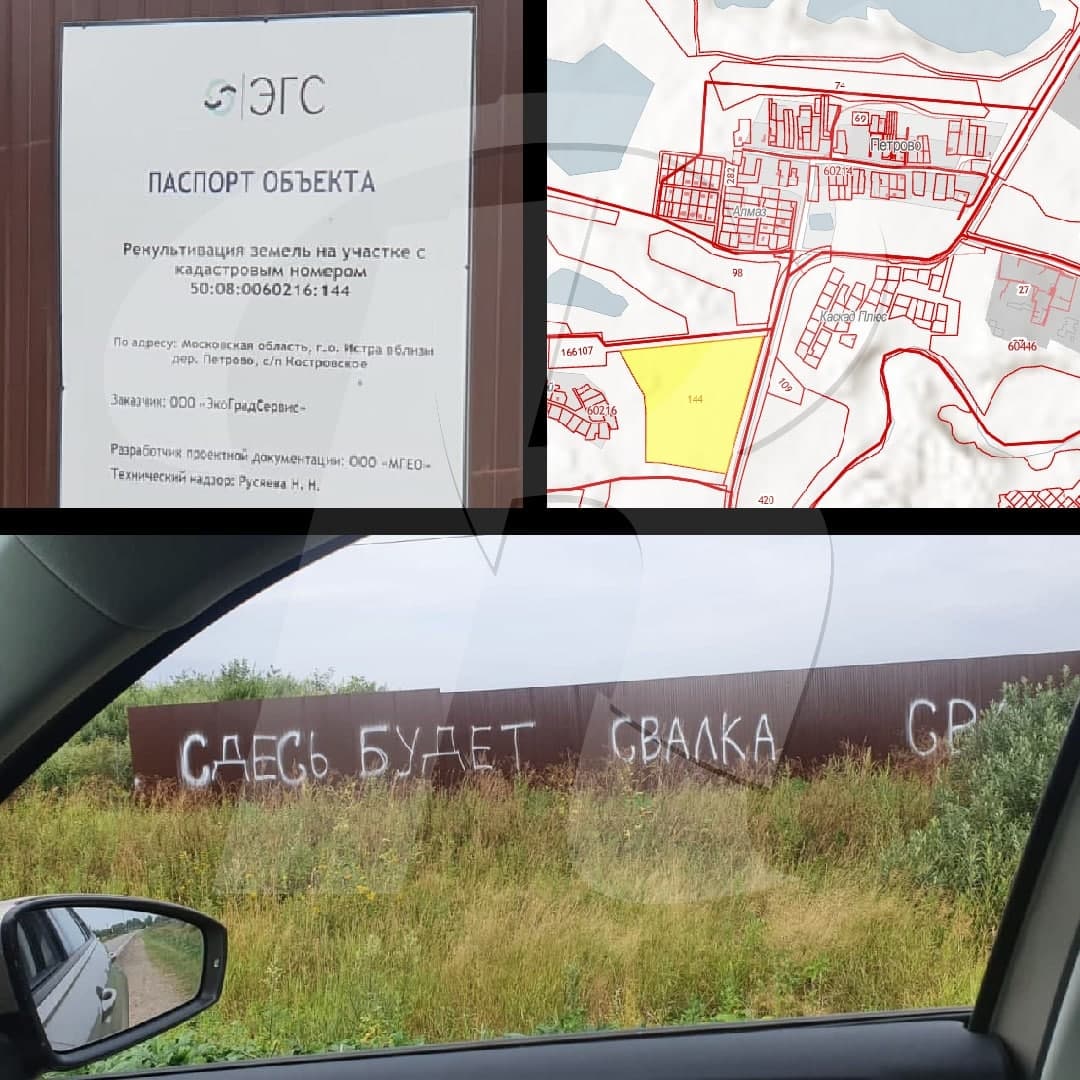 ЭГС
ПАСПОРТ ОБЪЕКТА
Рекультивация земель на участке с
кадастровым номером
50:08:0060216:144
По адресу: Московская область, г.о. Истра вблизи
дер. Петрово, с/п Костровское
Заказчик: ООО «ЭкоГрадСервис»
Разработчик проектной документации: ООО «МГЕО»
Технический надзор: Русяева Н. Н.
74
69
Петрово
282
60214
Алмаз
98
27
Каскад Плюс
60446
166107
109
144
60216
420
СДЕСЬ БУДЕТ СВАЛКА СВ